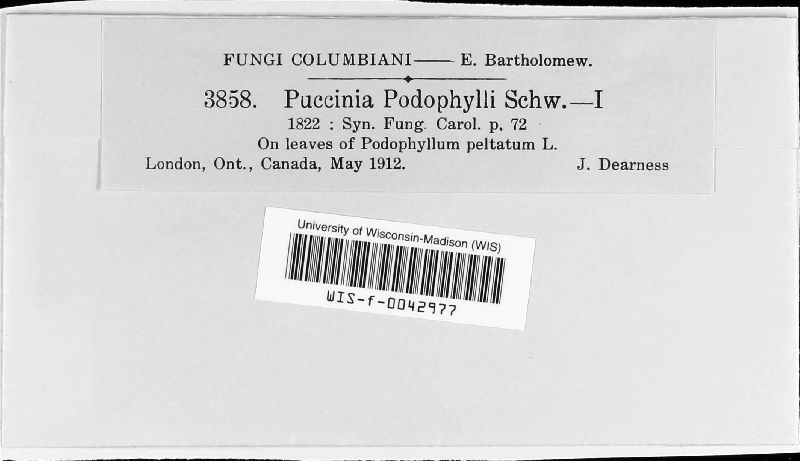 FUNGI COLUMBIANI—— E. Bartholomew.
3858. Puccinia Podophylli Schw.—I
1822 : Syn. Fung. Carol. p. 72
On leaves of Podophyllum peltatum L.
London, Ont., Canada, May 1912. J. Dearness
University of Wisconsin-Madison (WIS)
WIS-f-0042977